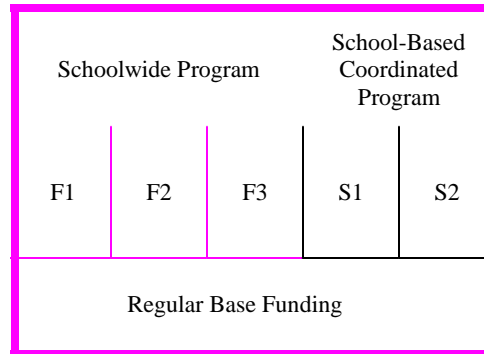 Schoolwide Program
School-Based
Coordinated
Program
F1 F2 F3 S1 S2
Regular Base Funding